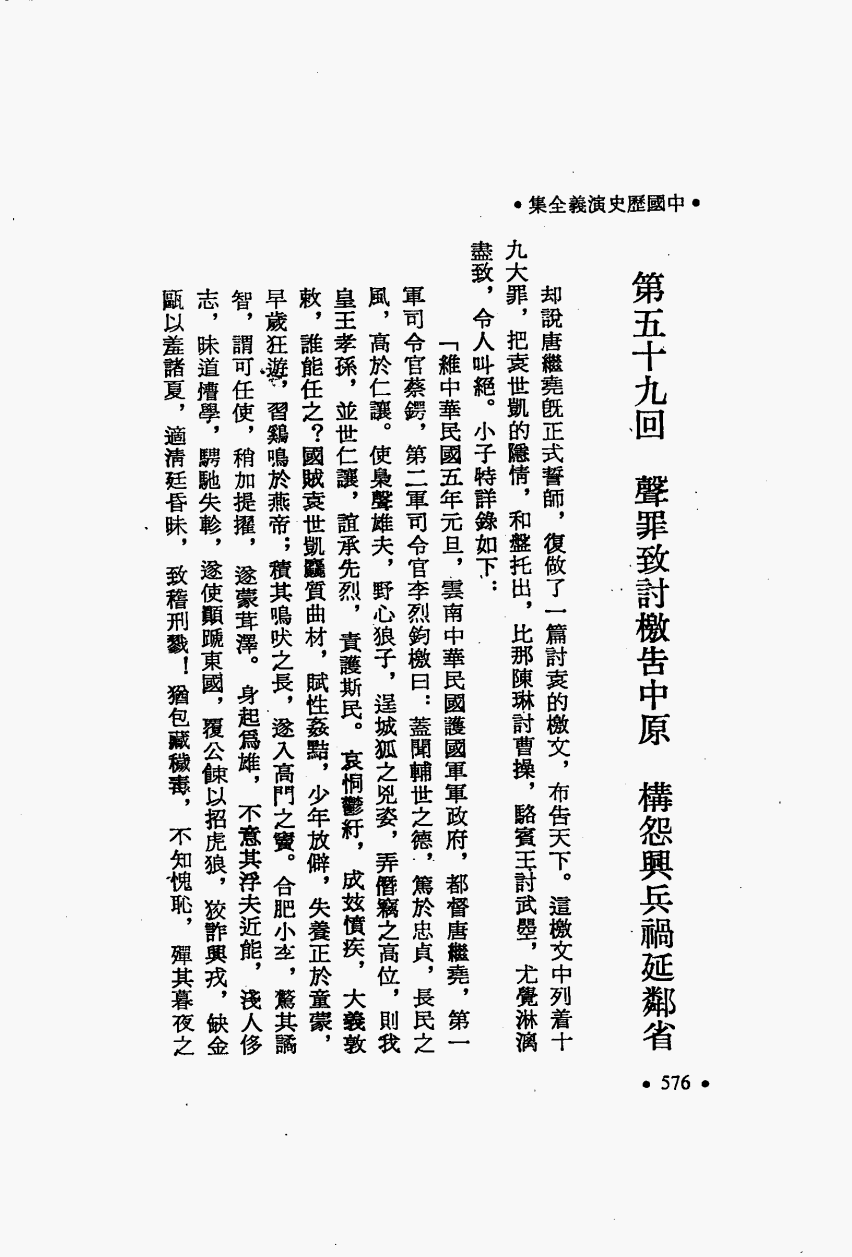 •中國歷史演義全集•
第五十九回　聲罪致討檄告中原　構怨興兵禍延鄰省
却說唐繼堯既正式誓師，復做了一篇討袁的檄文，布告天下。這檄文中列着十
九大罪，把袁世凱的隱情，和盤托出，比那陳琳討曹操，駱賓王討武曌，尤覺淋漓
盡致，令人叫絕。小子特詳錄如下：
「維中華民國五年元旦，雲南中華民國護國軍軍政府，都督唐繼堯，第一
軍司令官蔡鍔，第二軍司令官李烈鈞檄曰：蓋聞輔世之德，篤於忠貞，長民之
風，高於仁讓。使梟聲雄夫，野心狼子，逞城狐之兇姿，弄僭竊之高位，則我
皇王孝孫，並世仁讓，誼承先烈，責護斯民。哀恫鬱紆，成玆憤疾，大義敦
敕，誰能任之？國賊袁世凱竊質曲材，賦性姦黠，少年放僻，失養正於童蒙，
早歲狂遊，習鷄鳴於燕帝；積其鳴吠之長，遂入高門之竇。合肥小李，驚其譎
智，謂可任使，稍加提擢，遂蒙茸澤。身起爲雄，不意其浮夫近能，淺人侈
志，昧道懵學，騁馳失軫，遂使顚蹶東國，覆公餗以招虎狼，狡詐興戎，缺金
甌以羞諸夏，適淸廷昏昧，致稽刑戮！猶包藏穢毒，不知愧恥，殫其暮夜之
•576•